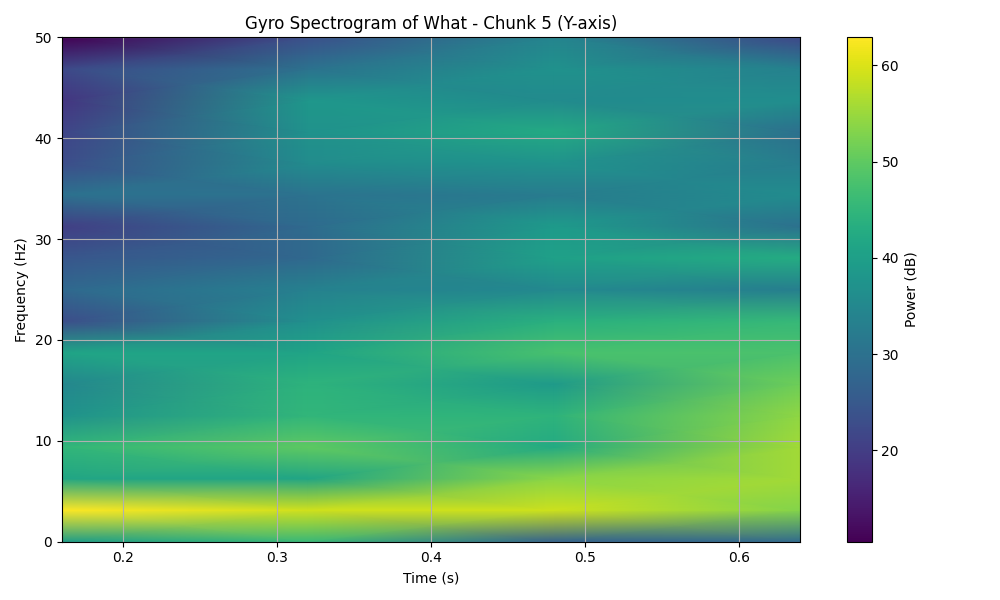 Gyro Spectrogram of What - Chunk 5 (Y-axis)
50
40
30
20
10
0
Frequency (Hz)
0.2 0.3 0.4 0.5 0.6
Time (s)
60
50
40
30
20
Power (dB)